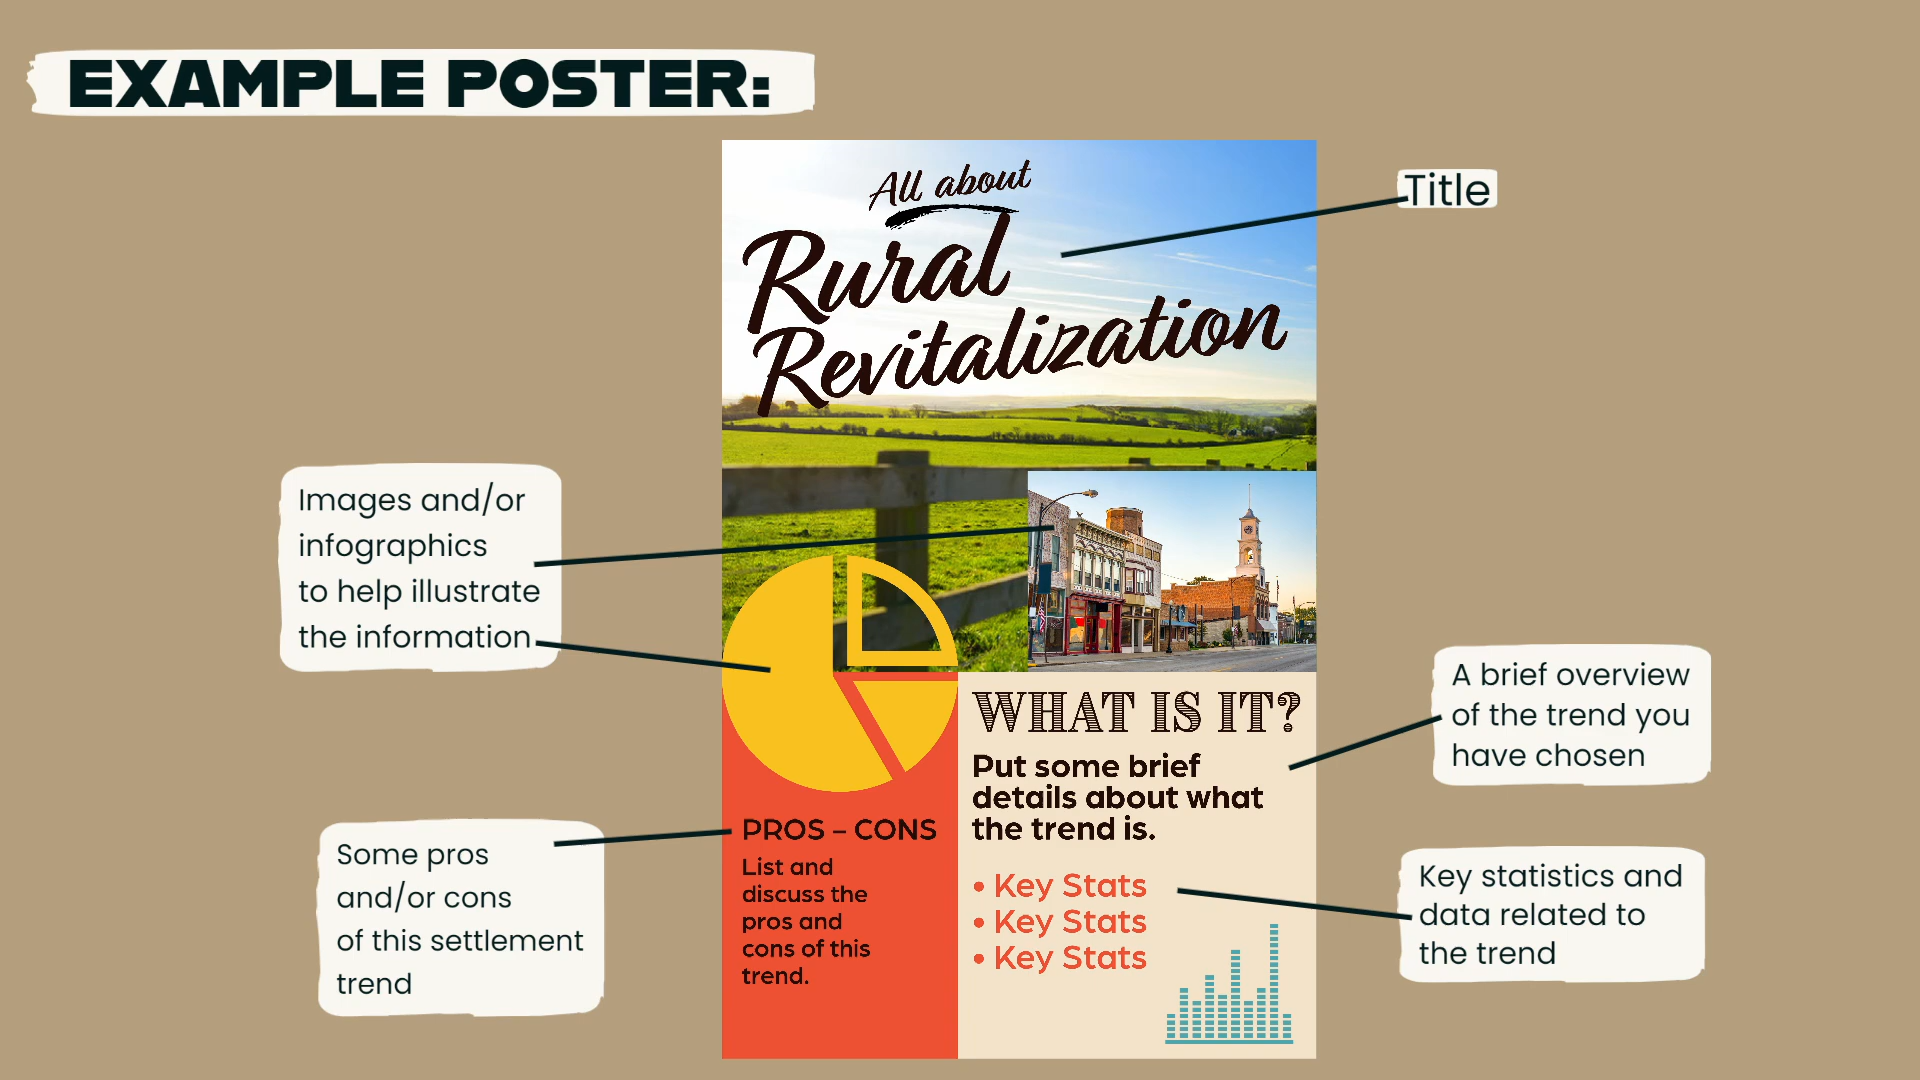 EXAMPLE POSTER:
All about
Rural
Revitalization
Title
Images and/or
infographics
to help illustrate
the information
WHAT IS IT?
Put some brief
details about what
the trend is.
A brief overview
of the trend you
have chosen
PROS – CONS
List and
discuss the
pros and
cons of this
trend.
Some pros
and/or cons
of this settlement
trend
• Key Stats
• Key Stats
• Key Stats
Key statistics and
data related to
the trend